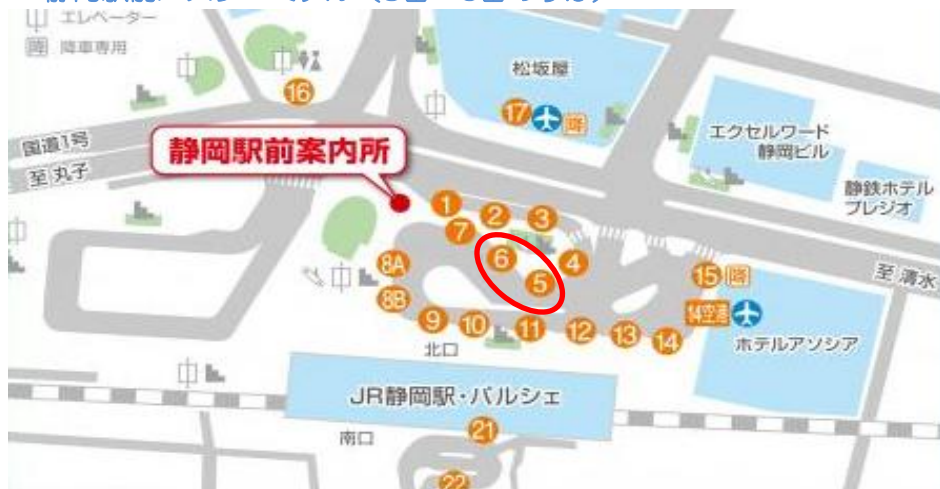 エレベーター
降 降車専用
松坂屋
16
17
降
国道1号
至 丸子
静岡駅前案内所
エクセルワード
静岡ビル
静鉄ホテル
プレジオ
1
2
3
7
6
5
4
8A
8B
15
降
至 清水
14空港
9
10
11
12
13
14
北口
ホテルアソシア
JR静岡駅・パルシェ
南口
21
22